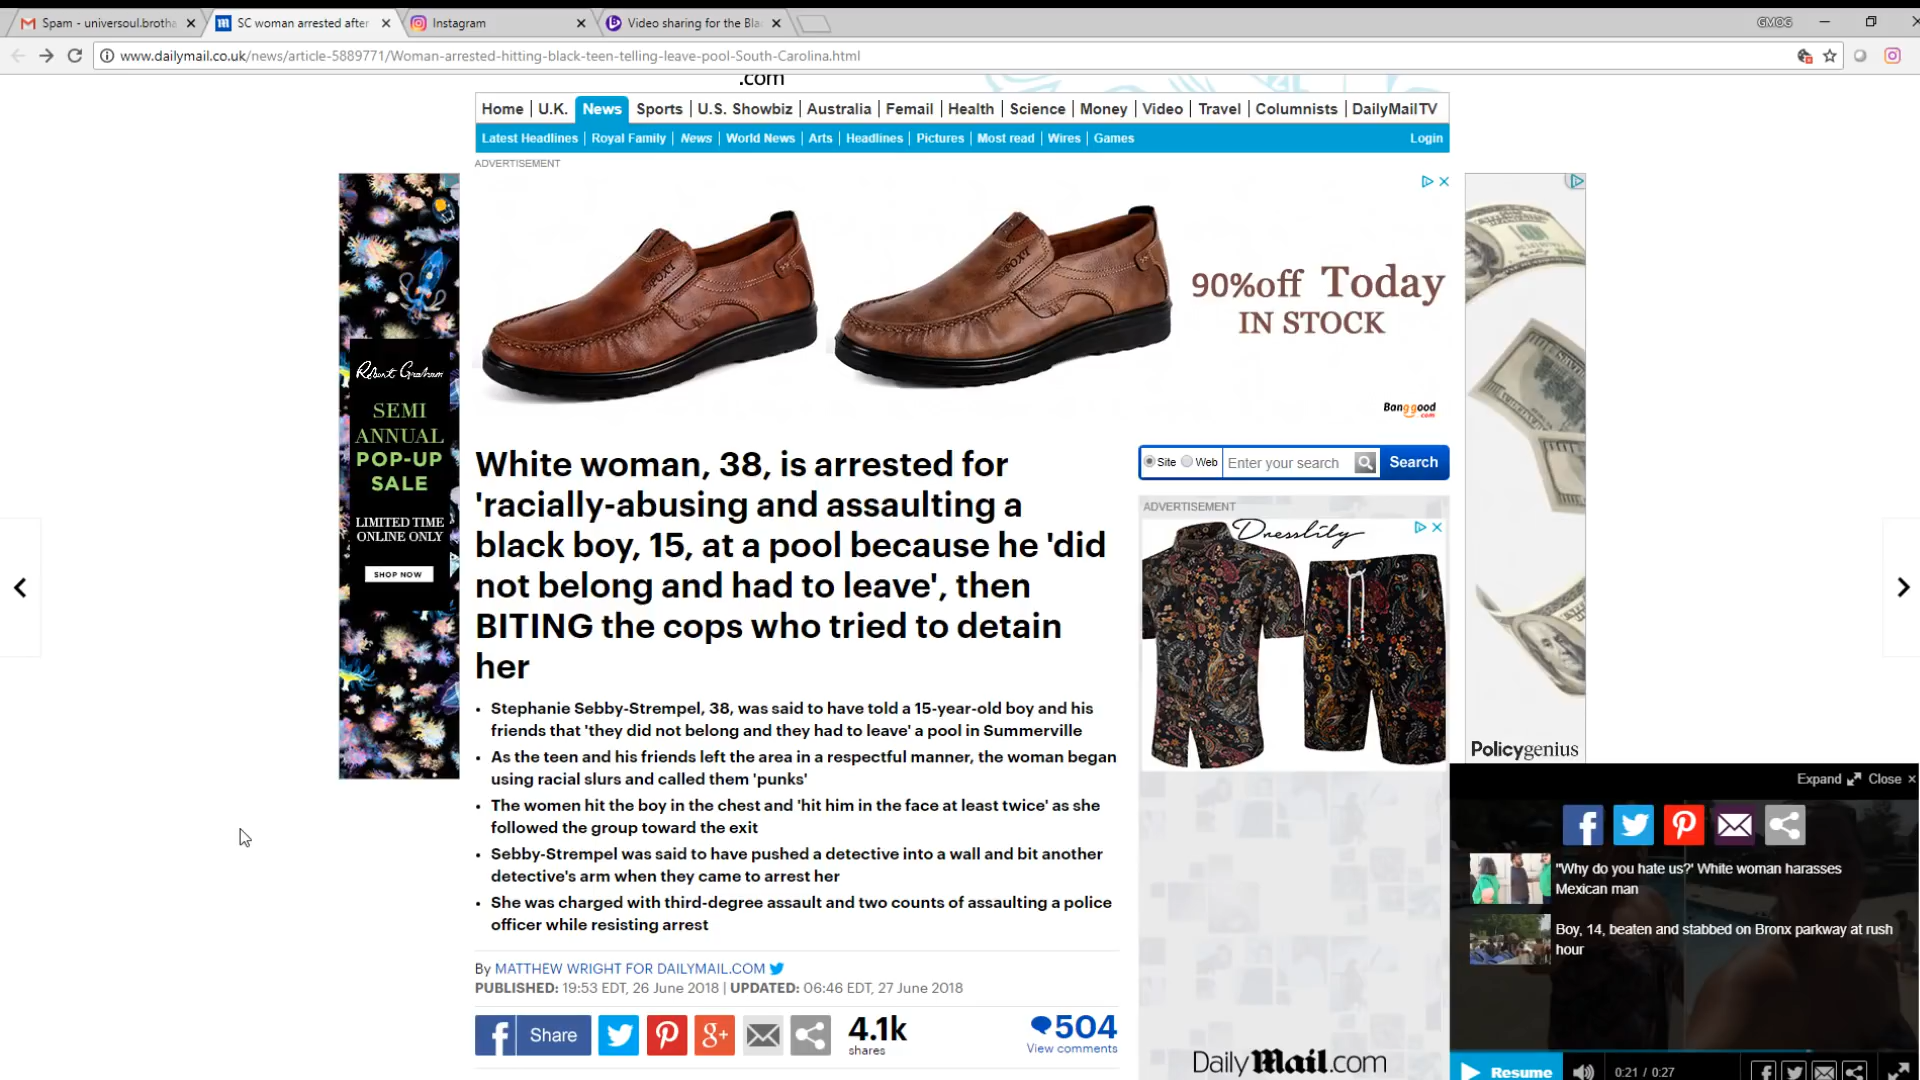 Spam - universoul.brotha
SC woman arrested after
Instagram
Video sharing for the Bla
GMOG
www.dailymail.co.uk/news/article-5889771/Woman-arrested-hitting-black-teen-telling-leave-pool-South-Carolina.html
.com
Home U.K. News Sports U.S. Showbiz Australia Femail Health Science Money Video Travel Columnists DailyMailTV
Latest Headlines Royal Family News World News Arts Headlines Pictures Most read Wires Games Login
ADVERTISEMENT
90%off Today
IN STOCK
Banggood
.com
Robert Graham
SEMI
ANNUAL
POP-UP
SALE
LIMITED TIME
ONLINE ONLY
SHOP NOW
White woman, 38, is arrested for
'racially-abusing and assaulting a
black boy, 15, at a pool because he 'did
not belong and had to leave', then
BITING the cops who tried to detain
her
• Stephanie Sebby-Strempel, 38, was said to have told a 15-year-old boy and his
friends that 'they did not belong and they had to leave' a pool in Summerville
• As the teen and his friends left the area in a respectful manner, the woman began
using racial slurs and called them 'punks'
• The women hit the boy in the chest and 'hit him in the face at least twice' as she
followed the group toward the exit
• Sebby-Strempel was said to have pushed a detective into a wall and bit another
detective's arm when they came to arrest her
• She was charged with third-degree assault and two counts of assaulting a police
officer while resisting arrest
By MATTHEW WRIGHT FOR DAILYMAIL.COM
PUBLISHED: 19:53 EDT, 26 June 2018 | UPDATED: 06:46 EDT, 27 June 2018
f Share
g+
4.1k
shares
504
View comments
Site Web Enter your search Search
ADVERTISEMENT
Dresslily
DailyMail.com
Policygenius
Expand Close ×
"Why do you hate us?' White woman harasses
Mexican man
Boy, 14, beaten and stabbed on Bronx parkway at rush
hour
Resume 0:21 / 0:27